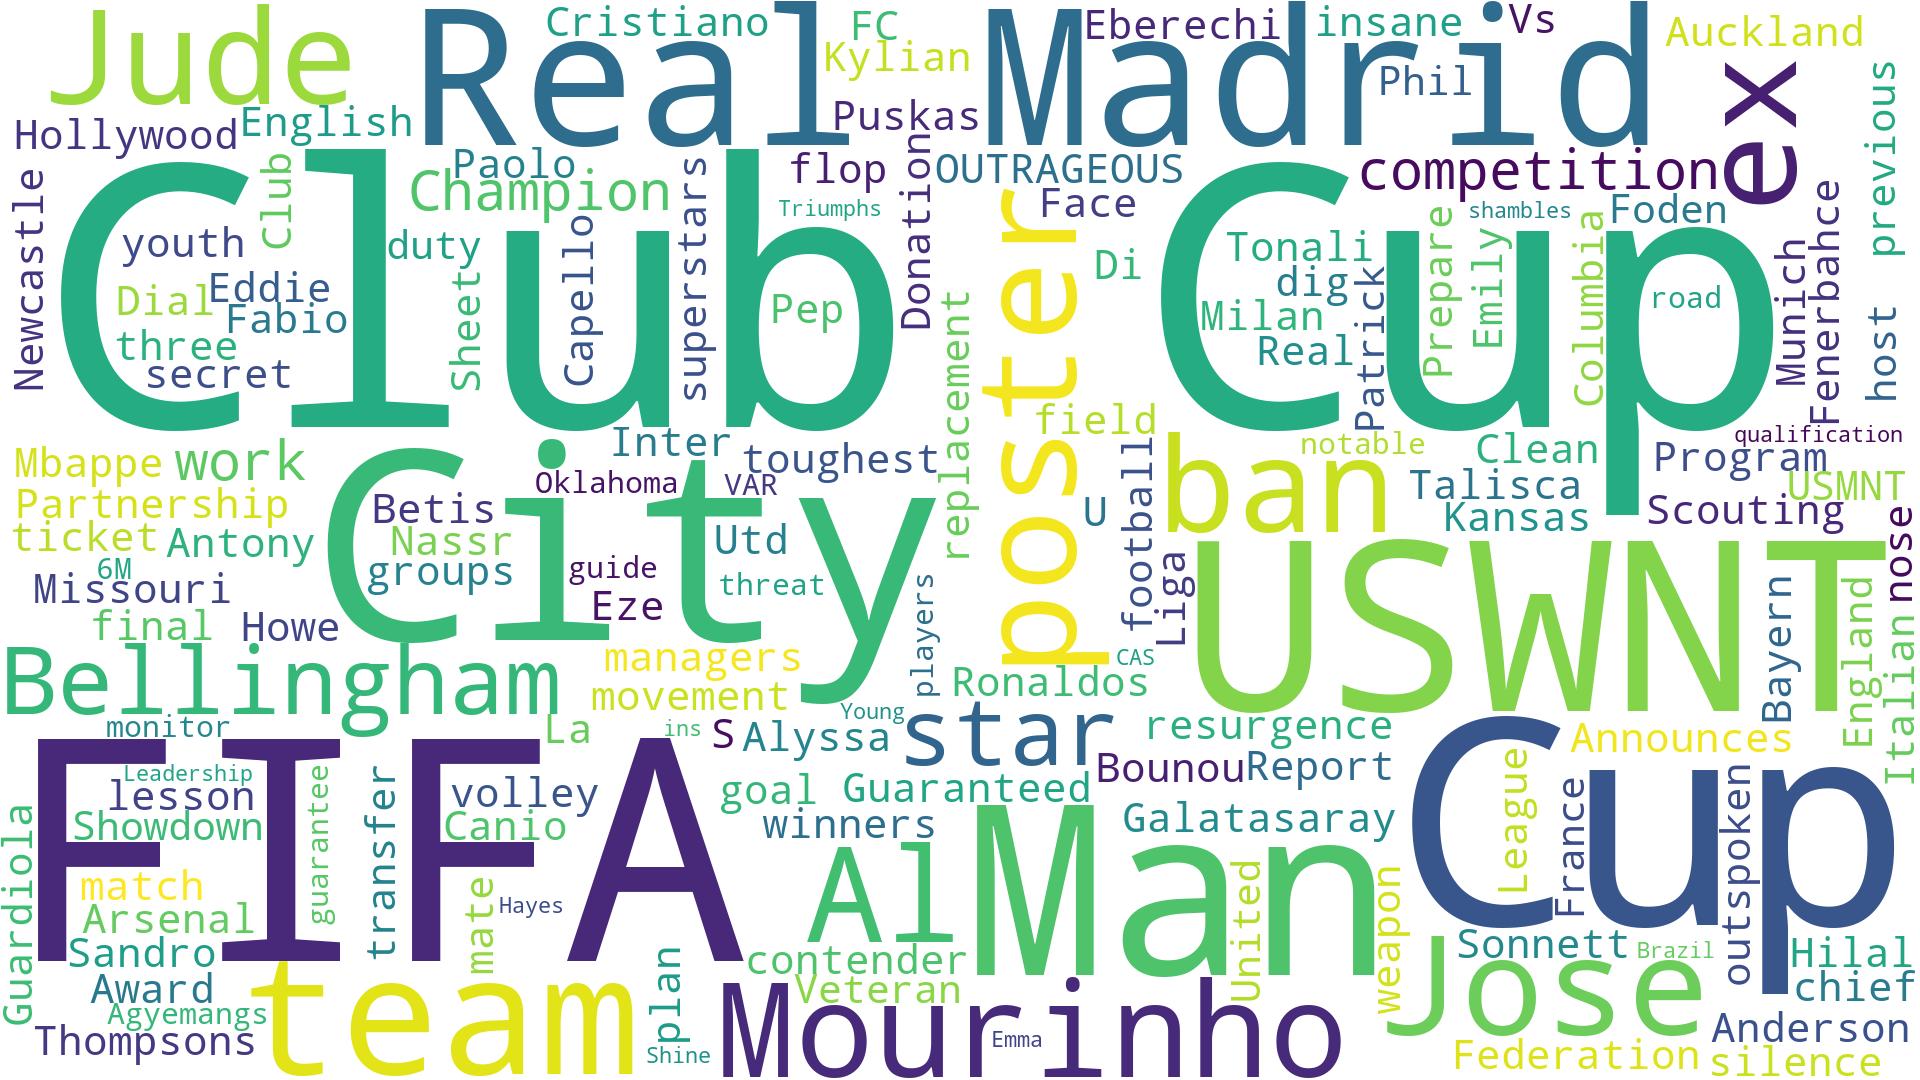 Jude
Real
Madrid
Cristiano
FC
Kylian
Eberechi
insane
Vs
Auckland
Phil
ex
previous
Hollywood
English
Puskas
Paolo
Champion
flop
Donation
OUTRAGEOUS
competition
Newcastle
Club
Club
Cup
youth
duty
superstars
Triumphs
Face
shambles
Foden
Dial
Eddie
Fabio
three
secret
Sheet
Capello
Pep
poster
Di
Tonali
dig
Milan
Real
Patrick
Prepare
Emily
Columbia
road
Munich
Fenerbahce
host
replacement
field
Mbappe
work
Inter
toughest
notable
Clean
qualification
Program
Partnership
City
Oklahoma
VAR
football
ban
Talisca
USMNT
ticket
Antony
Betis
Nassr
Utd
U
Kansas
Scouting
nose
6M
Missouri
groups
guide
threat
Eze
players
Liga
USWNT
final
Howe
England
Bayern
Italian
Bellingham
managers
movement
CAS
Ronaldos
monitor
La
ins
S
Alyssa
Young
star
resurgence
Announces
FIFA
Leadership
lesson
Showdown
guarantee
transfer
volley
Canio
goal
Guaranteed
winners
Bounou
Report
Galatasaray
League
France
Cup
outspoken
Guardiola
match
Arsenal
Sandro
mate
Hayes
Al
Man
United
weapon
Award
Agyemangs
Thompsons
team
plan
Shine
contender
Veteran
Mourinho
Emma
Sonnett
Brazil
Hilal
Jose
chief
Anderson
Federation
silence